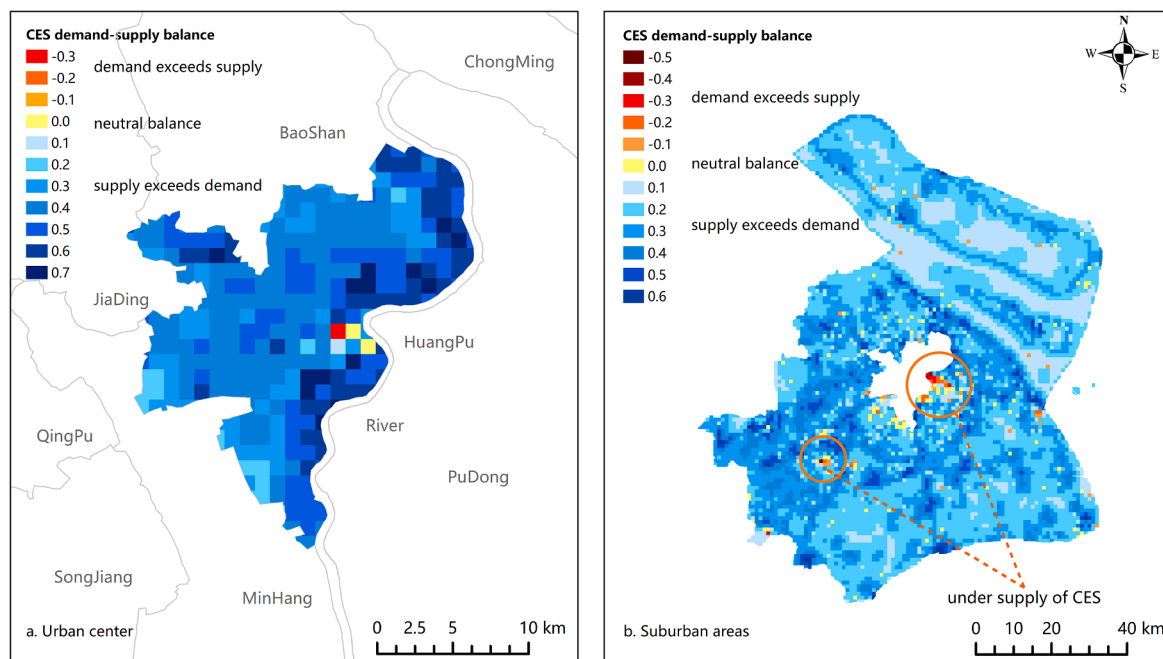 CES demand-supply balance
-0.3
-0.2
-0.1
0.0
0.1
0.2
0.3
0.4
0.5
0.6
0.7
demand exceeds supply
neutral balance
supply exceeds demand
ChongMing
BaoShan
JiaDing
HuangPu
River
QingPu
PuDong
SongJiang
MinHang
a. Urban center
0 2.5 5 10 km
CES demand-supply balance
-0.5
-0.4
-0.3
-0.2
-0.1
0.0
0.1
0.2
0.3
0.4
0.5
0.6
demand exceeds supply
neutral balance
supply exceeds demand
N
W E
S
under supply of CES
b. Suburban areas
0 20 40 km